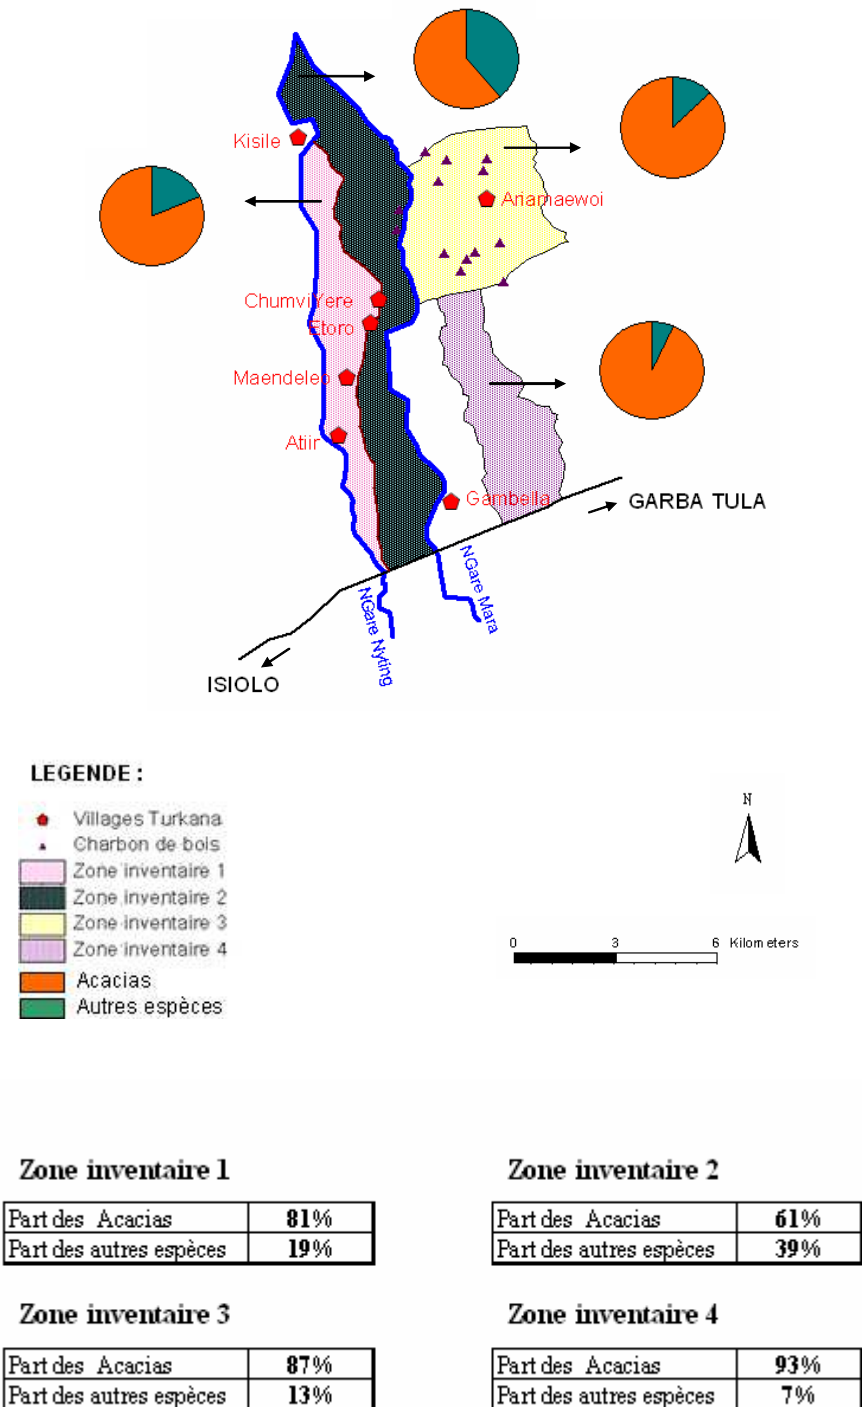 Kisile
Ariamaewoi
Chumvi Yere
Etoro
Maendeleo
Atiir
Gambella
GARBA TULA
NGare Mara
NGare Nyting
ISIOLO
LEGENDE :
Villages Turkana
Charbon de bois
Zone inventaire 1
Zone inventaire 2
Zone inventaire 3
Zone inventaire 4
Acacias
Autres espèces
N
0 3 6 Kilometers
Zone inventaire 1
Part des Acacias 81%
Part des autres espèces 19%
Zone inventaire 2
Part des Acacias 61%
Part des autres espèces 39%
Zone inventaire 3
Part des Acacias 87%
Part des autres espèces 13%
Zone inventaire 4
Part des Acacias 93%
Part des autres espèces 7%